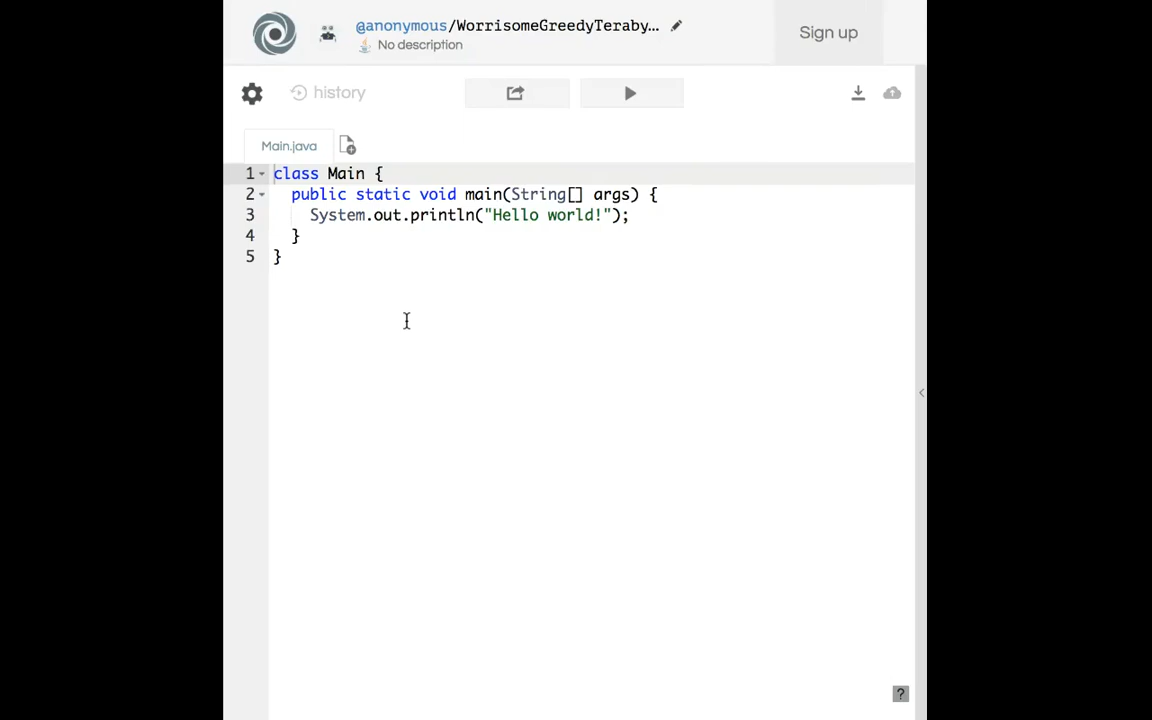 @anonymous/WorrisomeGreedyTeraby...
No description
Sign up
history
Main.java
1 class Main {
2 public static void main(String[] args) {
3 System.out.println("Hello world!");
4 }
5 }
?